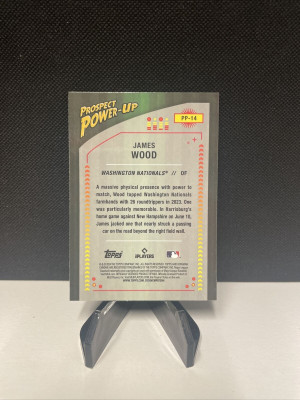 PROSPECT
POWER-UP
PP-14
JAMES
WOOD
WASHINGTON NATIONALS // OF
A massive physical presence with power to
match, Wood topped Washington Nationals
farmhands with 26 roundtrippers in 2023. One
was particularly memorable. In Harrisburg's
home game against New Hampshire on June 10,
James jacked one that nearly struck a passing
car on the road beyond the right field wall.
Topps
PLAYERS